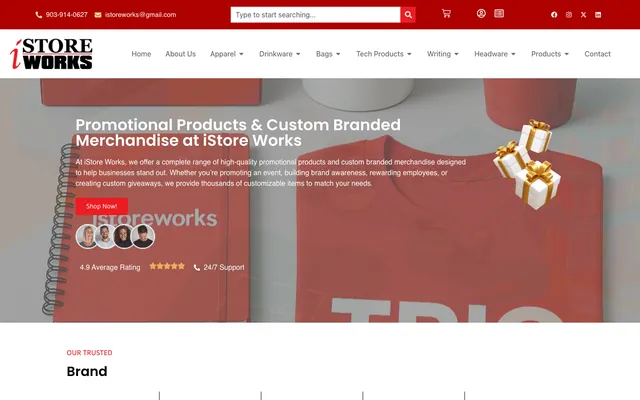 903-914-0627
istoreworks@gmail.com
Type to start searching...
iSTORE
WORKS
Home
About Us
Apparel
Drinkware
Bags
Tech Products
Writing
Headware
Products
Contact
Promotional Products & Custom Branded
Merchandise at iStore Works
At iStore Works, we offer a complete range of high-quality promotional products and custom branded merchandise designed
to help businesses stand out. Whether you're promoting an event, building brand awareness, rewarding employees, or
creating custom giveaways, we provide thousands of customizable items to match your needs.
Shop Now!
istoreworks
4.9 Average Rating
24/7 Support
OUR TRUSTED
Brand